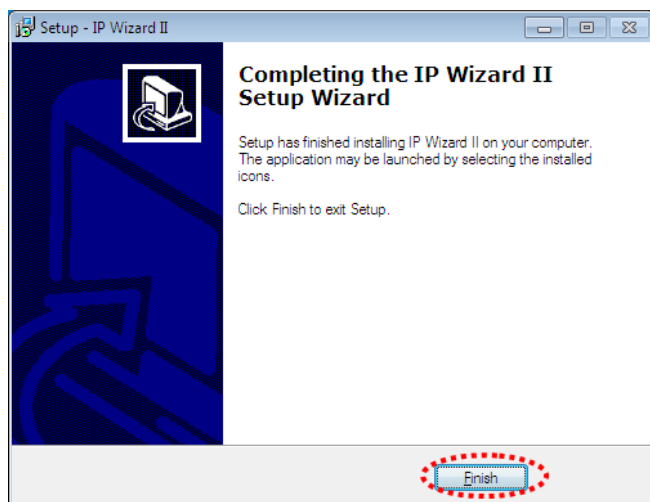 Setup - IP Wizard II
Completing the IP Wizard II
Setup Wizard
Setup has finished installing IP Wizard II on your computer.
The application may be launched by selecting the installed
icons.
Click Finish to exit Setup.
Finish